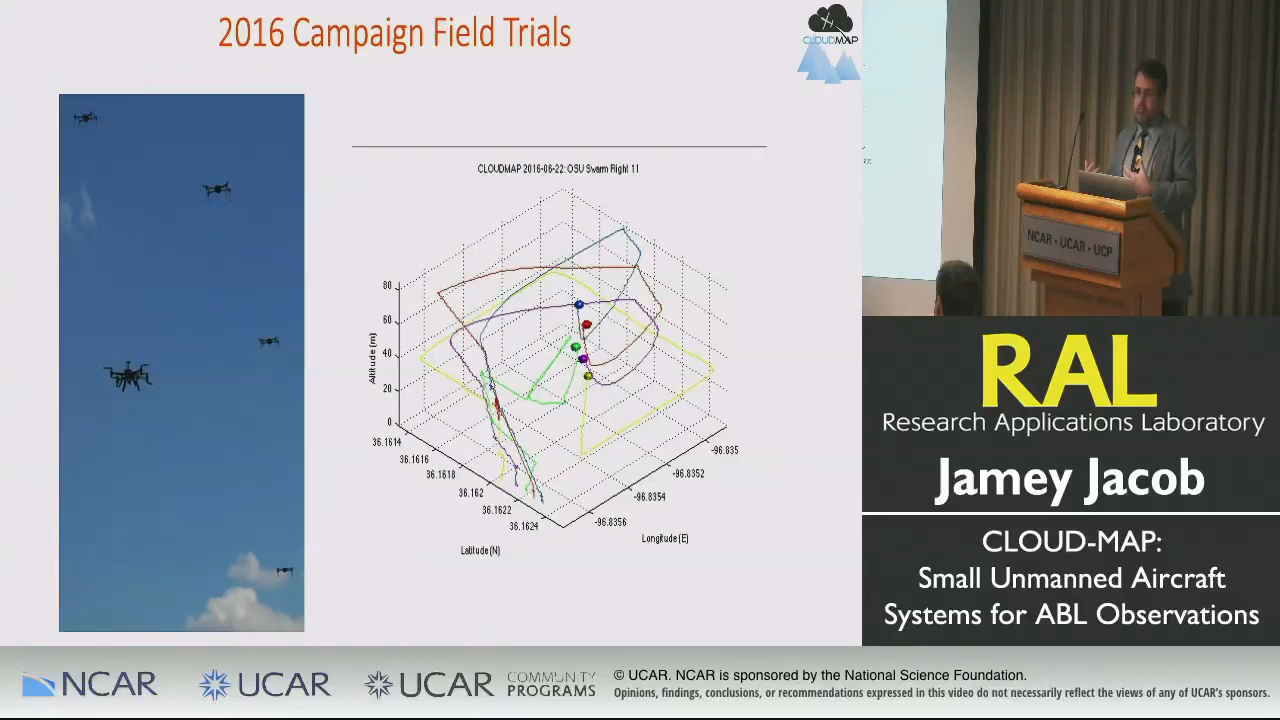 2016 Campaign Field Trials
CLOUDMAP
CLOUDMAP 2016-06-22: OSU Swarm Flight 11
80
60
40
20
0
Altitude (m)
36.1614
36.1616
36.1618
36.162
36.1622
36.1624
Latitude (N)
-96.835
-96.8352
-96.8354
-96.8356
Longitude (E)
NCAR • UCAR • UCP
RAL
Research Applications Laboratory
Jamey Jacob
CLOUD-MAP:
Small Unmanned Aircraft
Systems for ABL Observations
NCAR
UCAR
UCAR COMMUNITY
PROGRAMS
© UCAR. NCAR is sponsored by the National Science Foundation.
Opinions, findings, conclusions, or recommendations expressed in this video do not necessarily reflect the views of any of UCAR's sponsors.